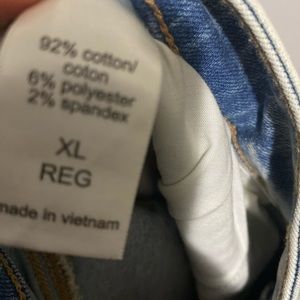 92% cotton/
coton
6% polyester
2% spandex
XL
REG
made in vietnam